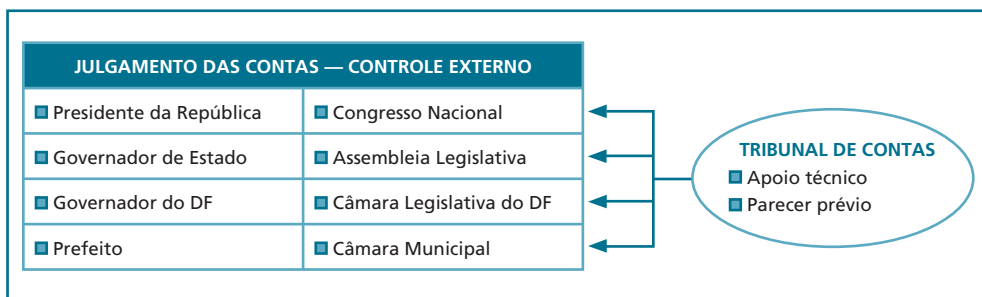 JULGAMENTO DAS CONTAS — CONTROLE EXTERNO
Presidente da República
Congresso Nacional
Governador de Estado
Assembleia Legislativa
Governador do DF
Câmara Legislativa do DF
Prefeito
Câmara Municipal
TRIBUNAL DE CONTAS
Apoio técnico
Parecer prévio